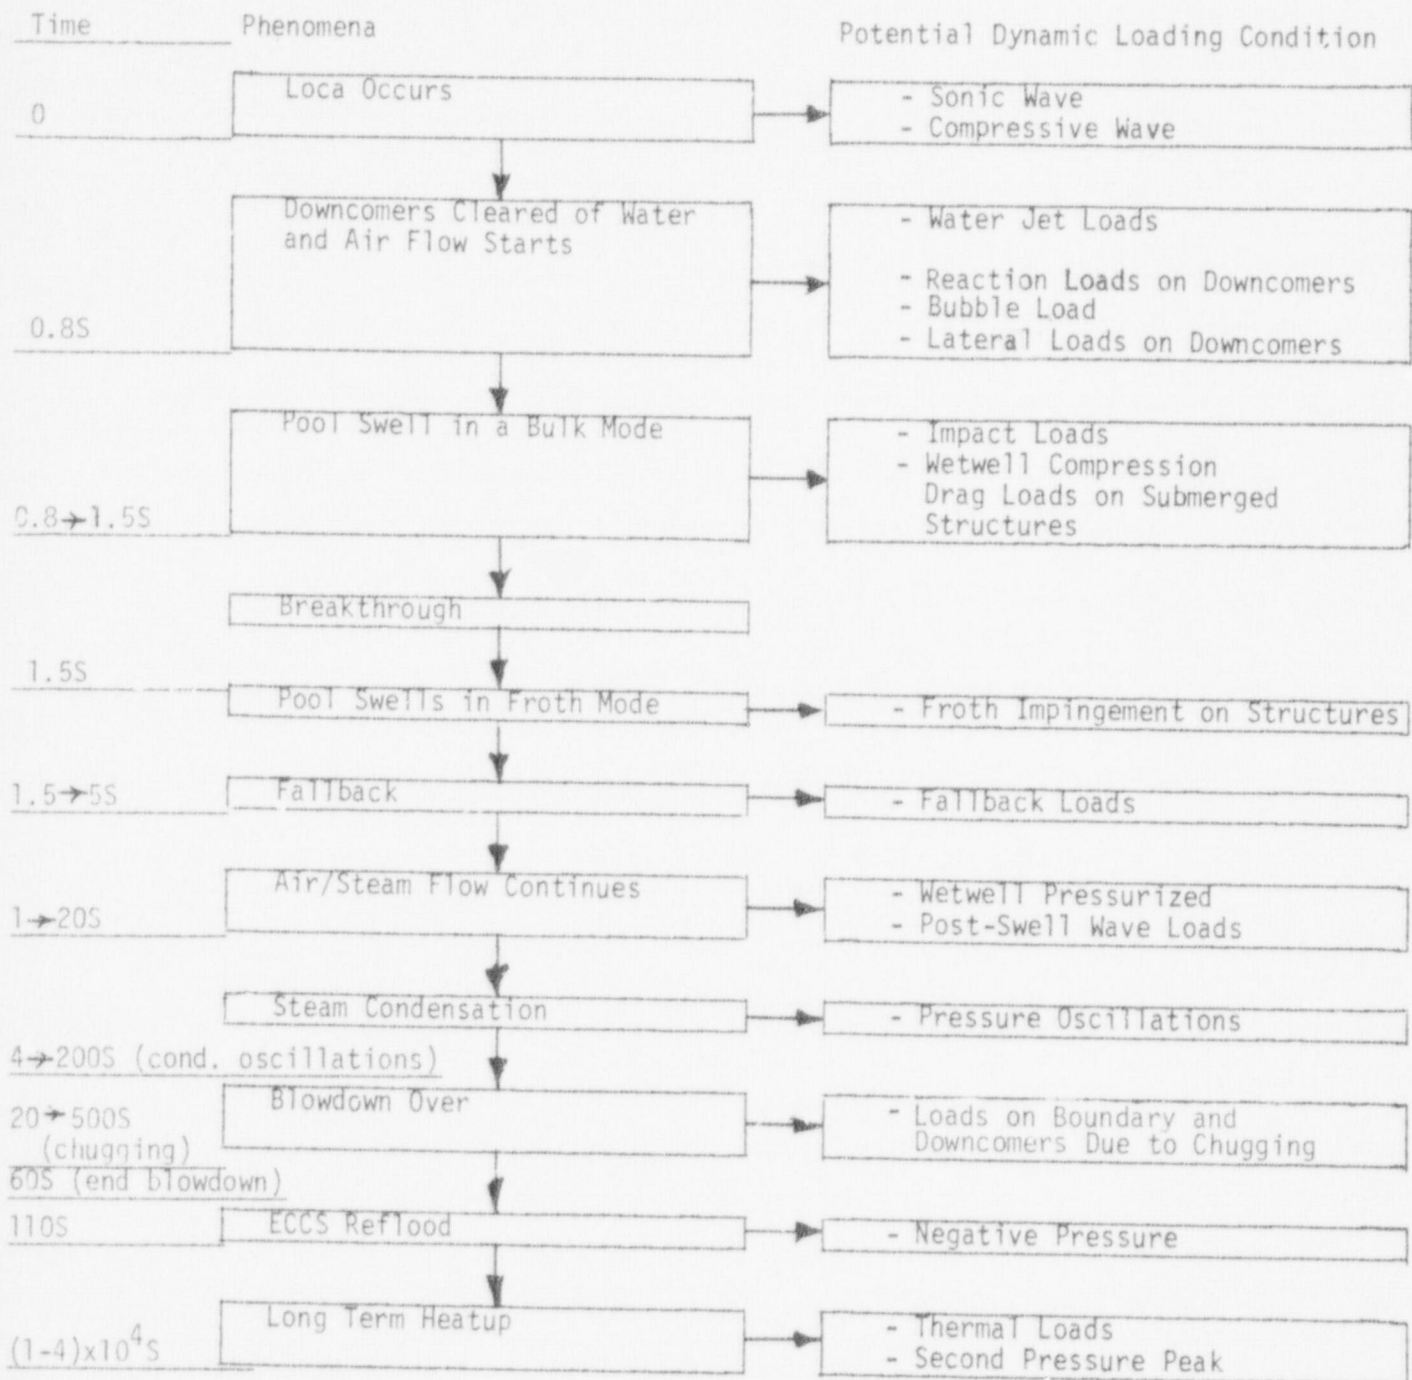 Time
Phenomena
Potential Dynamic Loading Condition
0
Loca Occurs
- Sonic Wave
- Compressive Wave
0.8S
Downcomers Cleared of Water
and Air Flow Starts
- Water Jet Loads
- Reaction Loads on Downcomers
- Bubble Load
- Lateral Loads on Downcomers
0.8→1.5S
Pool Swell in a Bulk Mode
- Impact Loads
- Wetwell Compression
Drag Loads on Submerged
Structures
Breakthrough
1.5S
Pool Swells in Froth Mode
- Froth Impingement on Structures
1.5→5S
Fallback
- Fallback Loads
1→20S
Air/Steam Flow Continues
- Wetwell Pressurized
- Post-Swell Wave Loads
Steam Condensation
- Pressure Oscillations
4→200S (cond. oscillations)
20→500S
(chugging)
Blowdown Over
- Loads on Boundary and
Downcomers Due to Chugging
60S (end blowdown)
110S
ECCS Reflood
- Negative Pressure
(1-4)x10⁴S
Long Term Heatup
- Thermal Loads
- Second Pressure Peak